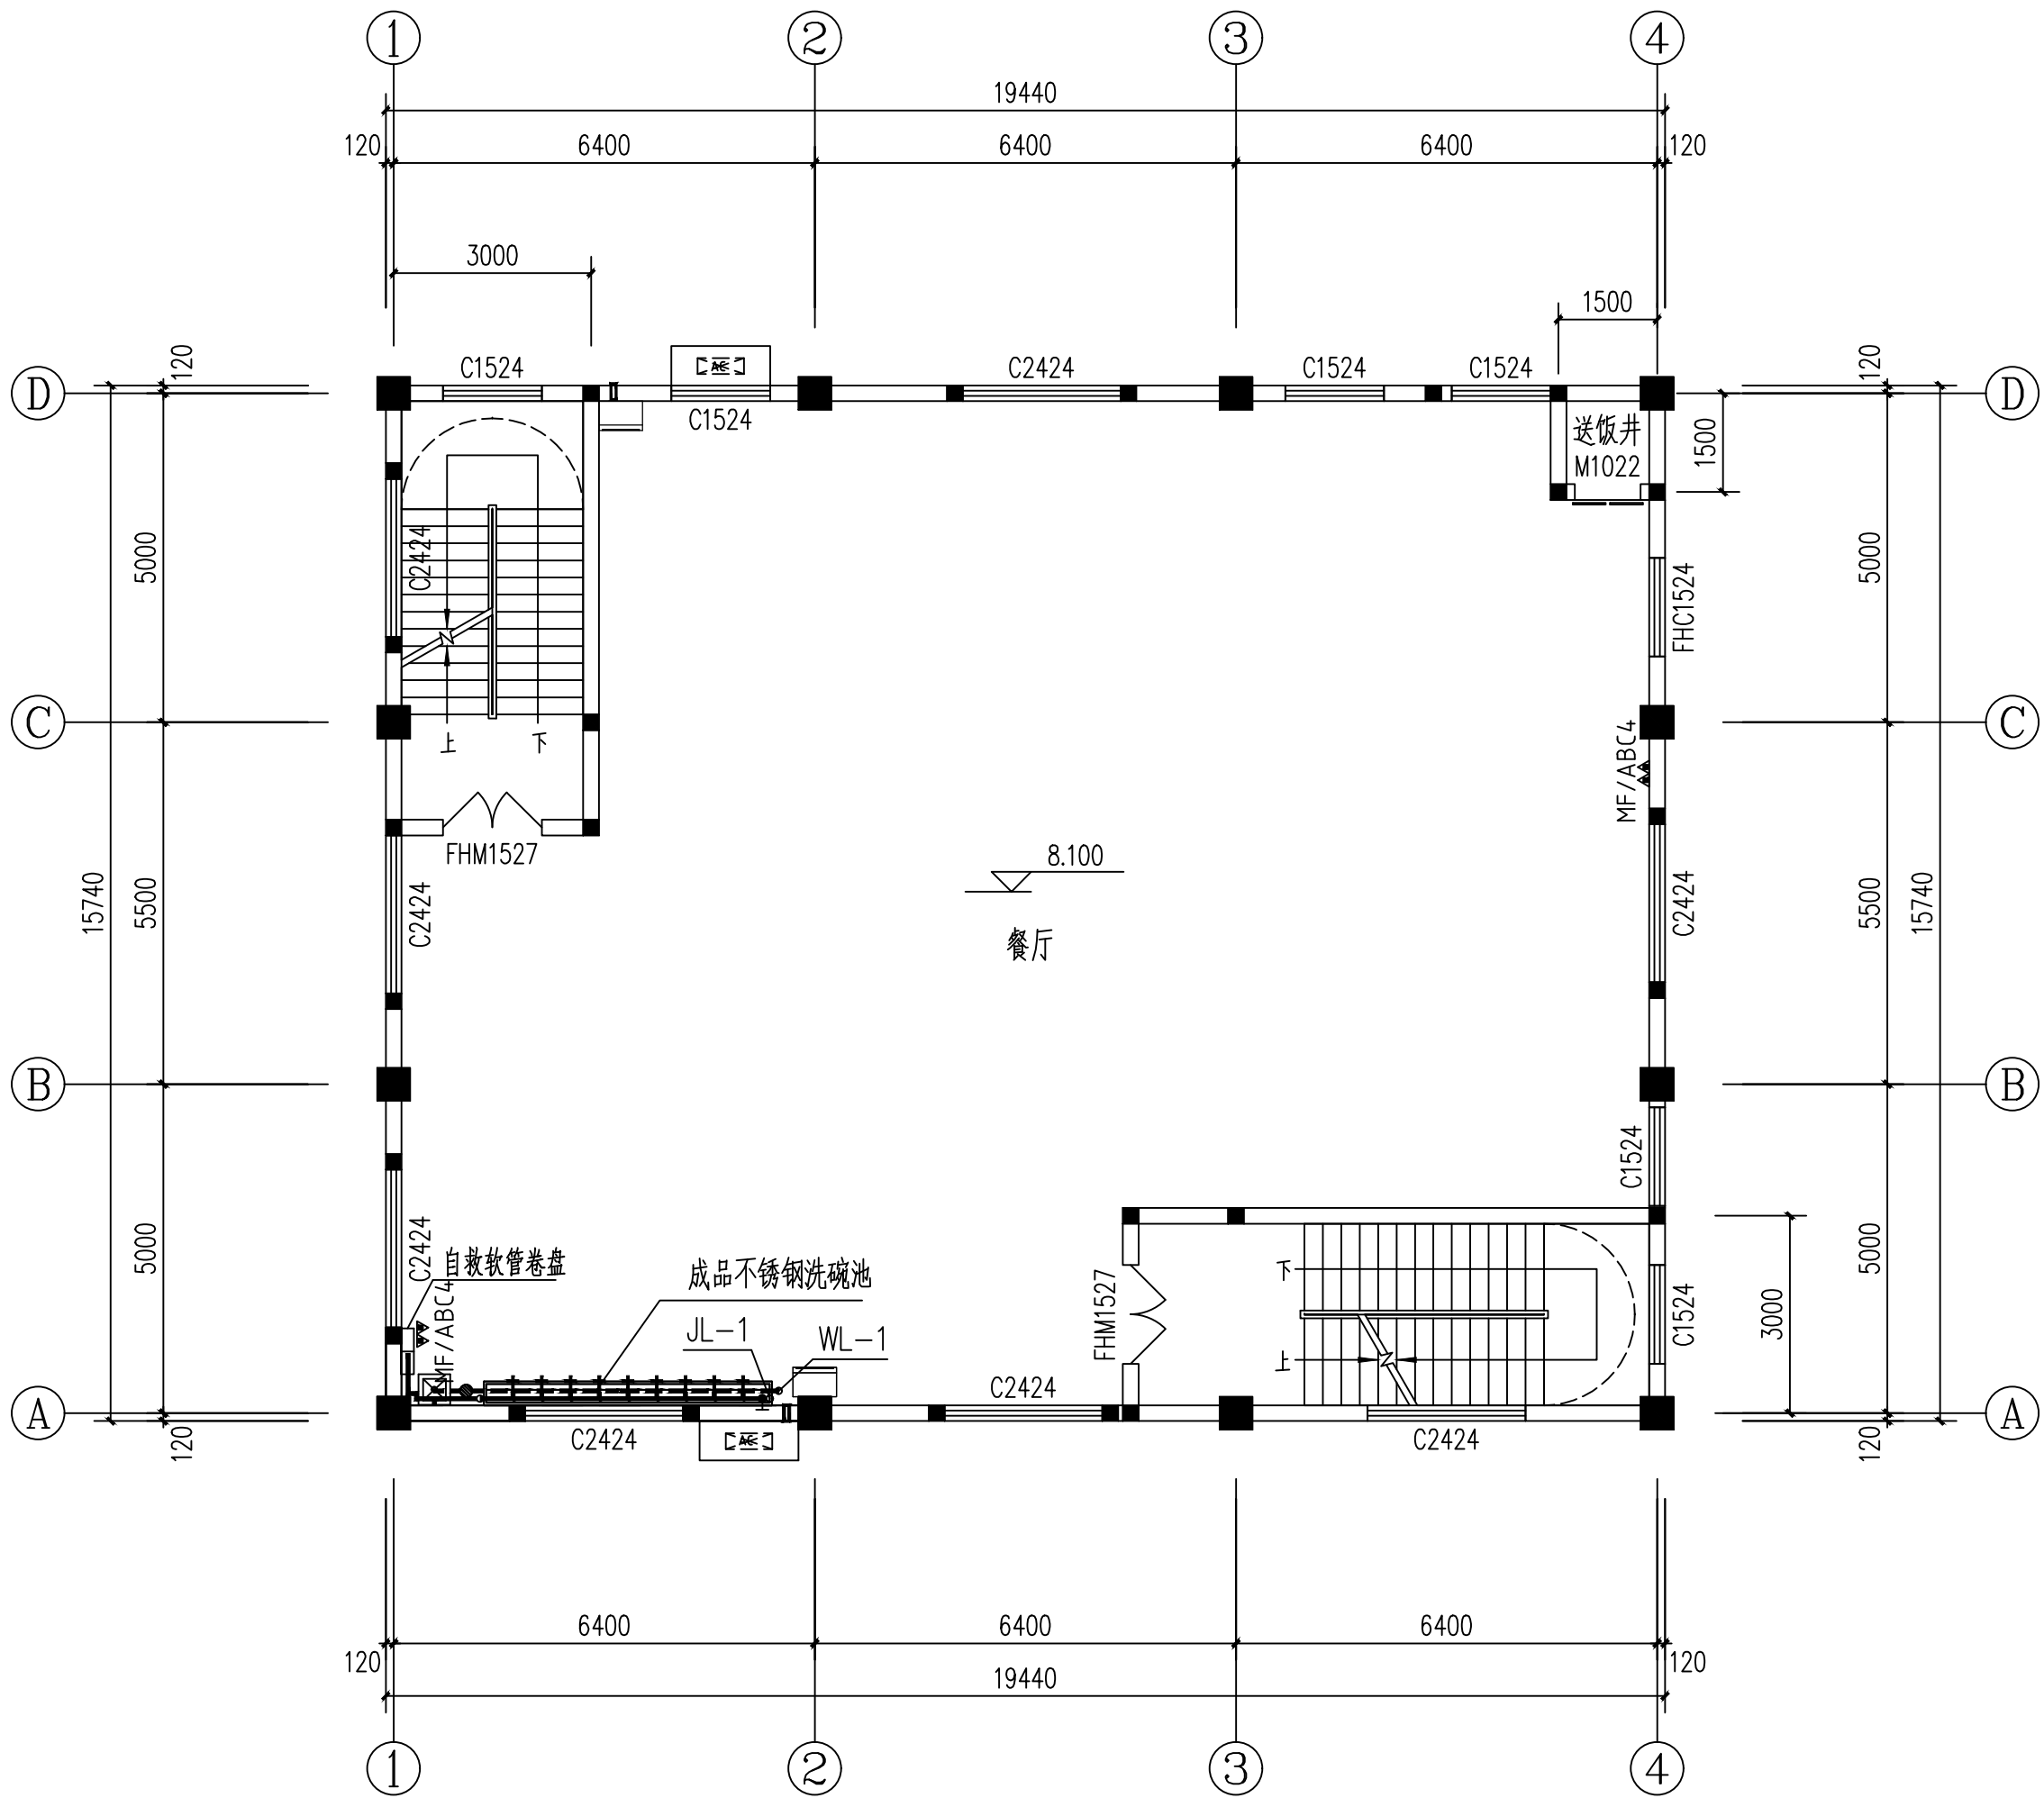 1 2 3 4
19440
120 6400 6400 6400 120
3000
1500
120 120
C1524 C2424 C1524 C1524
D D
C1524
送饭井
M1022
1500
5000 C2424 5000
FHC1524
C C
上 下
MF/ABC4
FHM1527
8.100
15740 5500 C2424 C2424 5500 15740
餐厅
B B
C1524
5000 C2424 5000
自救软管卷盘
成品不锈钢洗碗池
MF/ABC4
JL-1 WL-1
FHM1527
下
上
C1524
3000
C2424
A A
C2424 C2424
120 120
6400 6400 6400
120 120
19440
1 2 3 4